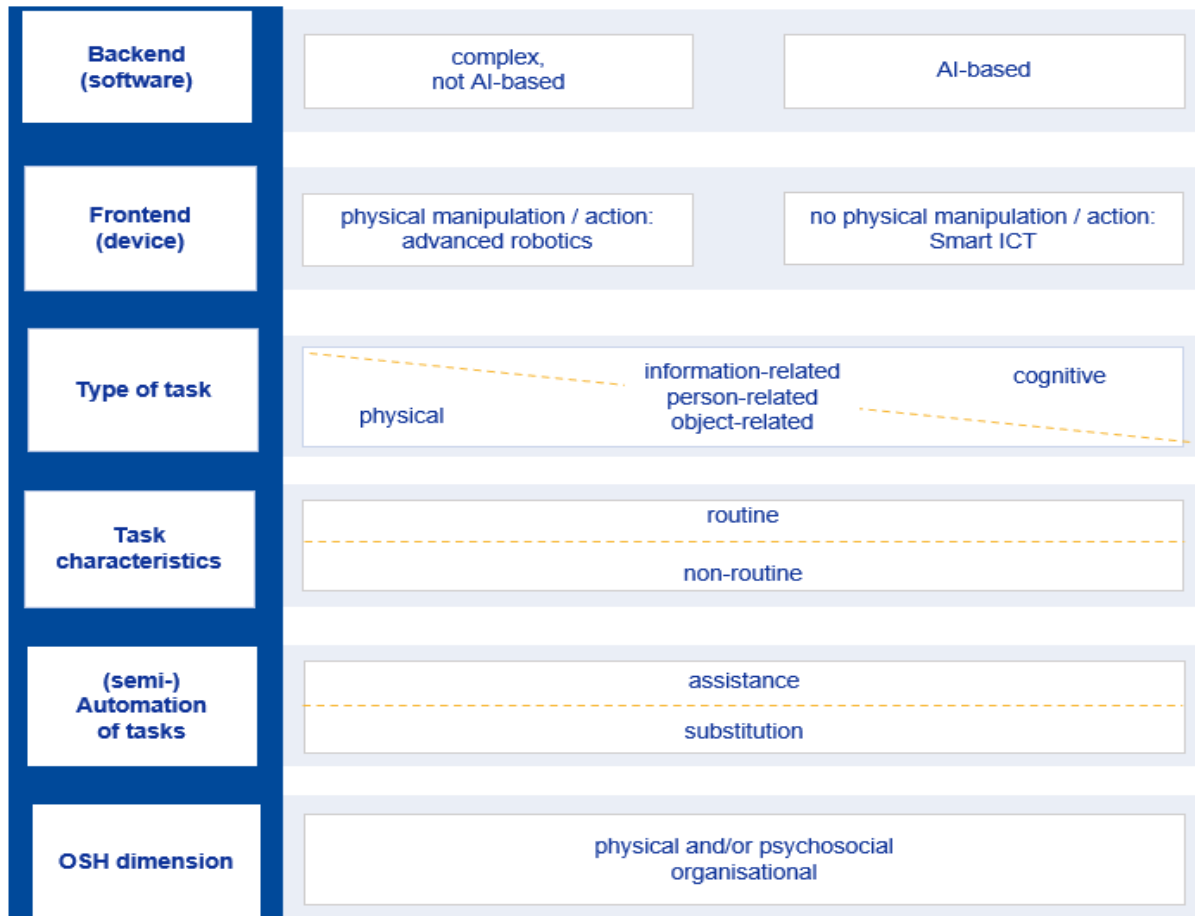 Backend
(software)
complex,
not AI-based
AI-based
Frontend
(device)
physical manipulation / action:
advanced robotics
no physical manipulation / action:
Smart ICT
Type of task
physical
information-related
person-related
object-related
cognitive
Task
characteristics
routine
non-routine
(semi-)
Automation
of tasks
assistance
substitution
OSH dimension
physical and/or psychosocial
organisational